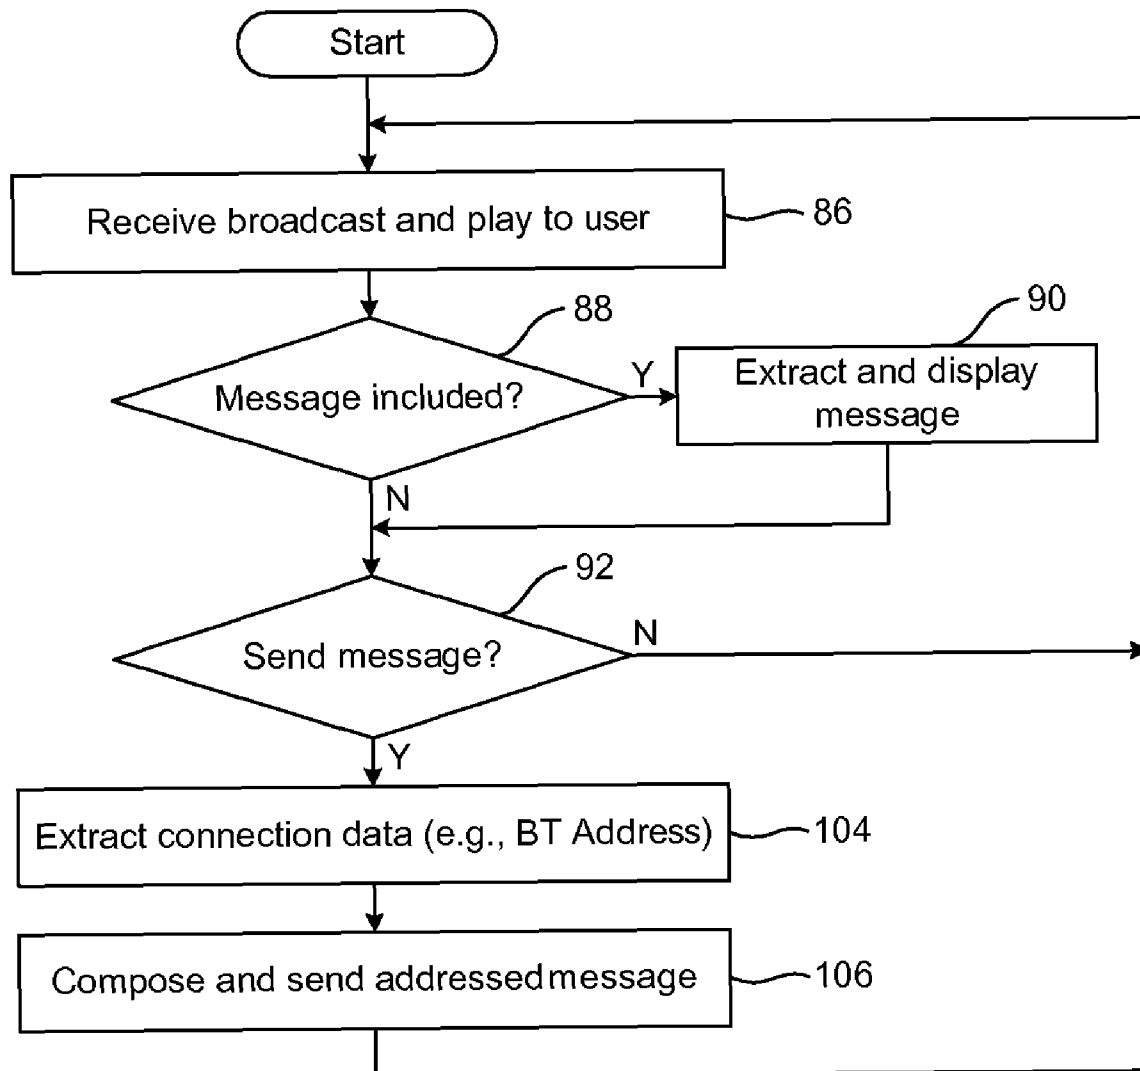 Start
Receive broadcast and play to user
86
88
90
Message included?
Y
Extract and display
message
N
92
Send message?
N
Y
Extract connection data (e.g., BT Address)
104
Compose and send addressed message
106